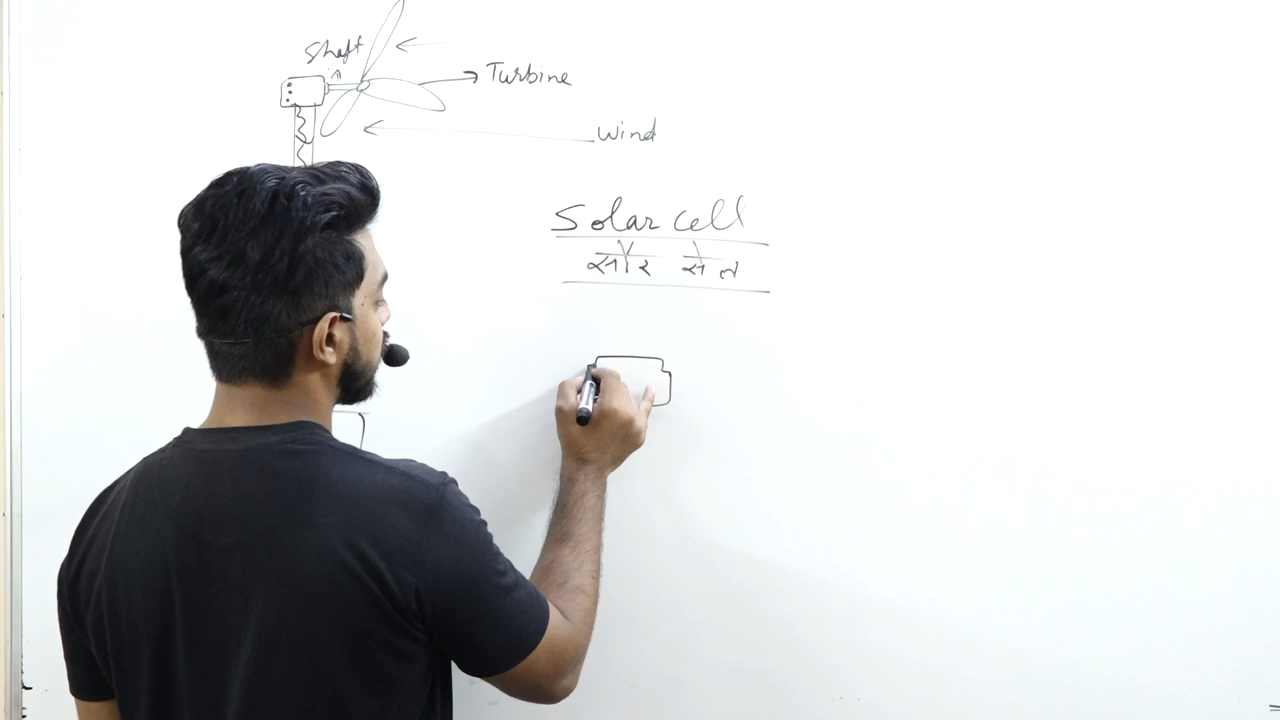 Shaft
Turbine
Wind
Solar cell
सौर सेल